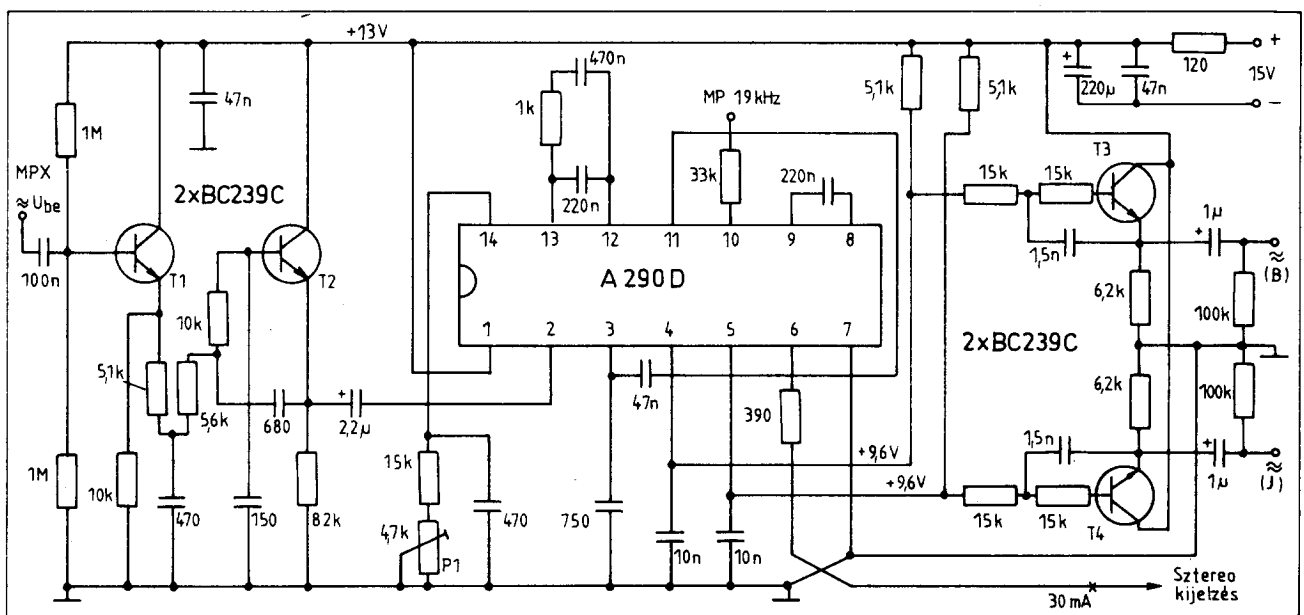 +13V
120
+
15V
−
+
220μ
47n
470n
1k
220n
MP 19kHz
33k
220n
47n
1M
2xBC239C
MPX
≈ Ube
100n
T1
T2
10k
5,1k
5,6k
680
+
2,2μ
1M
10k
470
150
82k
14
13
12
11
10
9
8
A 290 D
1
2
3
4
5
6
7
47n
390
15k
4,7k
P1
470
750
10n
10n
+9,6V
+9,6V
5,1k
5,1k
15k
15k
T3
1,5n
+
1μ
≈
(B)
6,2k
100k
2xBC239C
6,2k
100k
1,5n
+
1μ
≈
(J)
15k
15k
T4
30 mA
Sztereo
kijelzés